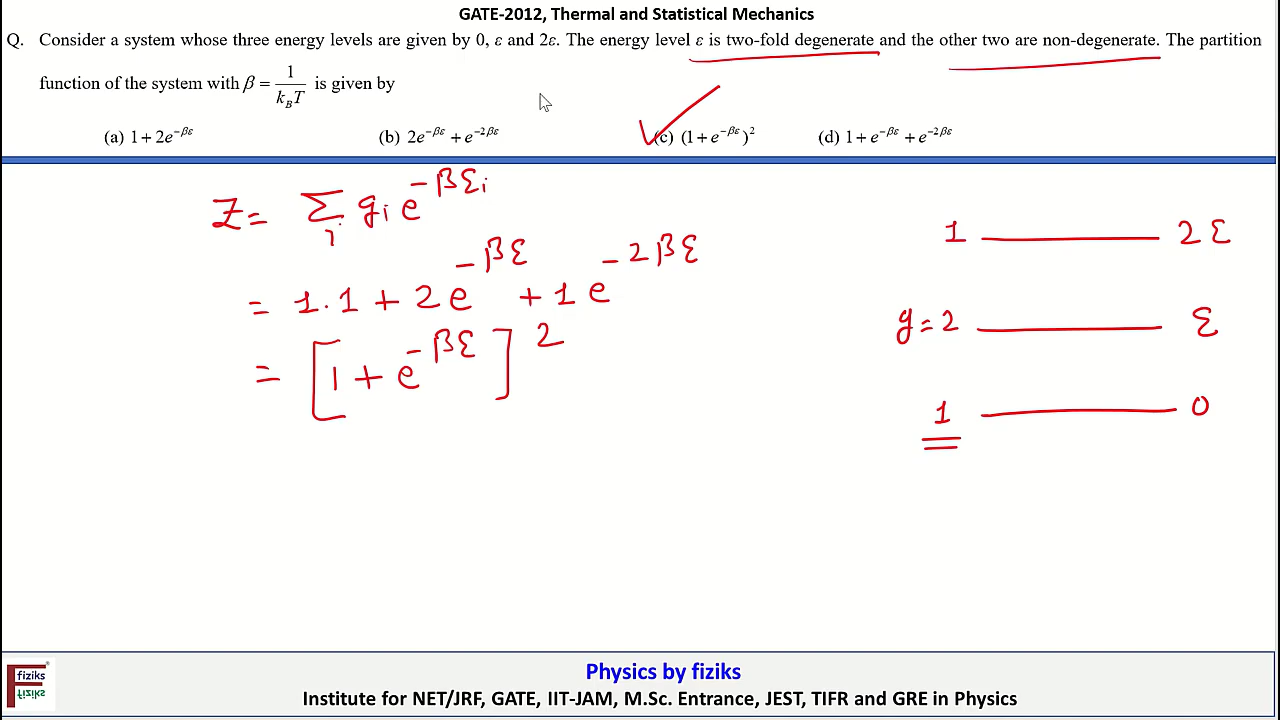 GATE-2012, Thermal and Statistical Mechanics
Q. Consider a system whose three energy levels are given by 0, ε and 2ε. The energy level ε is two-fold degenerate and the other two are non-degenerate. The partition
function of the system with β = 1/k_BT is given by
(a) 1 + 2e^{−βε} (b) 2e^{−βε} + e^{−2βε} (c) (1 + e^{−βε})^2 (d) 1 + e^{−βε} + e^{−2βε}
Z = Σ_i g_i e^{−βε_i}
= 1.1 + 2e^{−βε} + 1e^{−2βε}
= [1 + e^{−βε}]^2
1 2ε
g = 2 ε
1 0
fiziks
fiziks
Physics by fiziks
Institute for NET/JRF, GATE, IIT-JAM, M.Sc. Entrance, JEST, TIFR and GRE in Physics